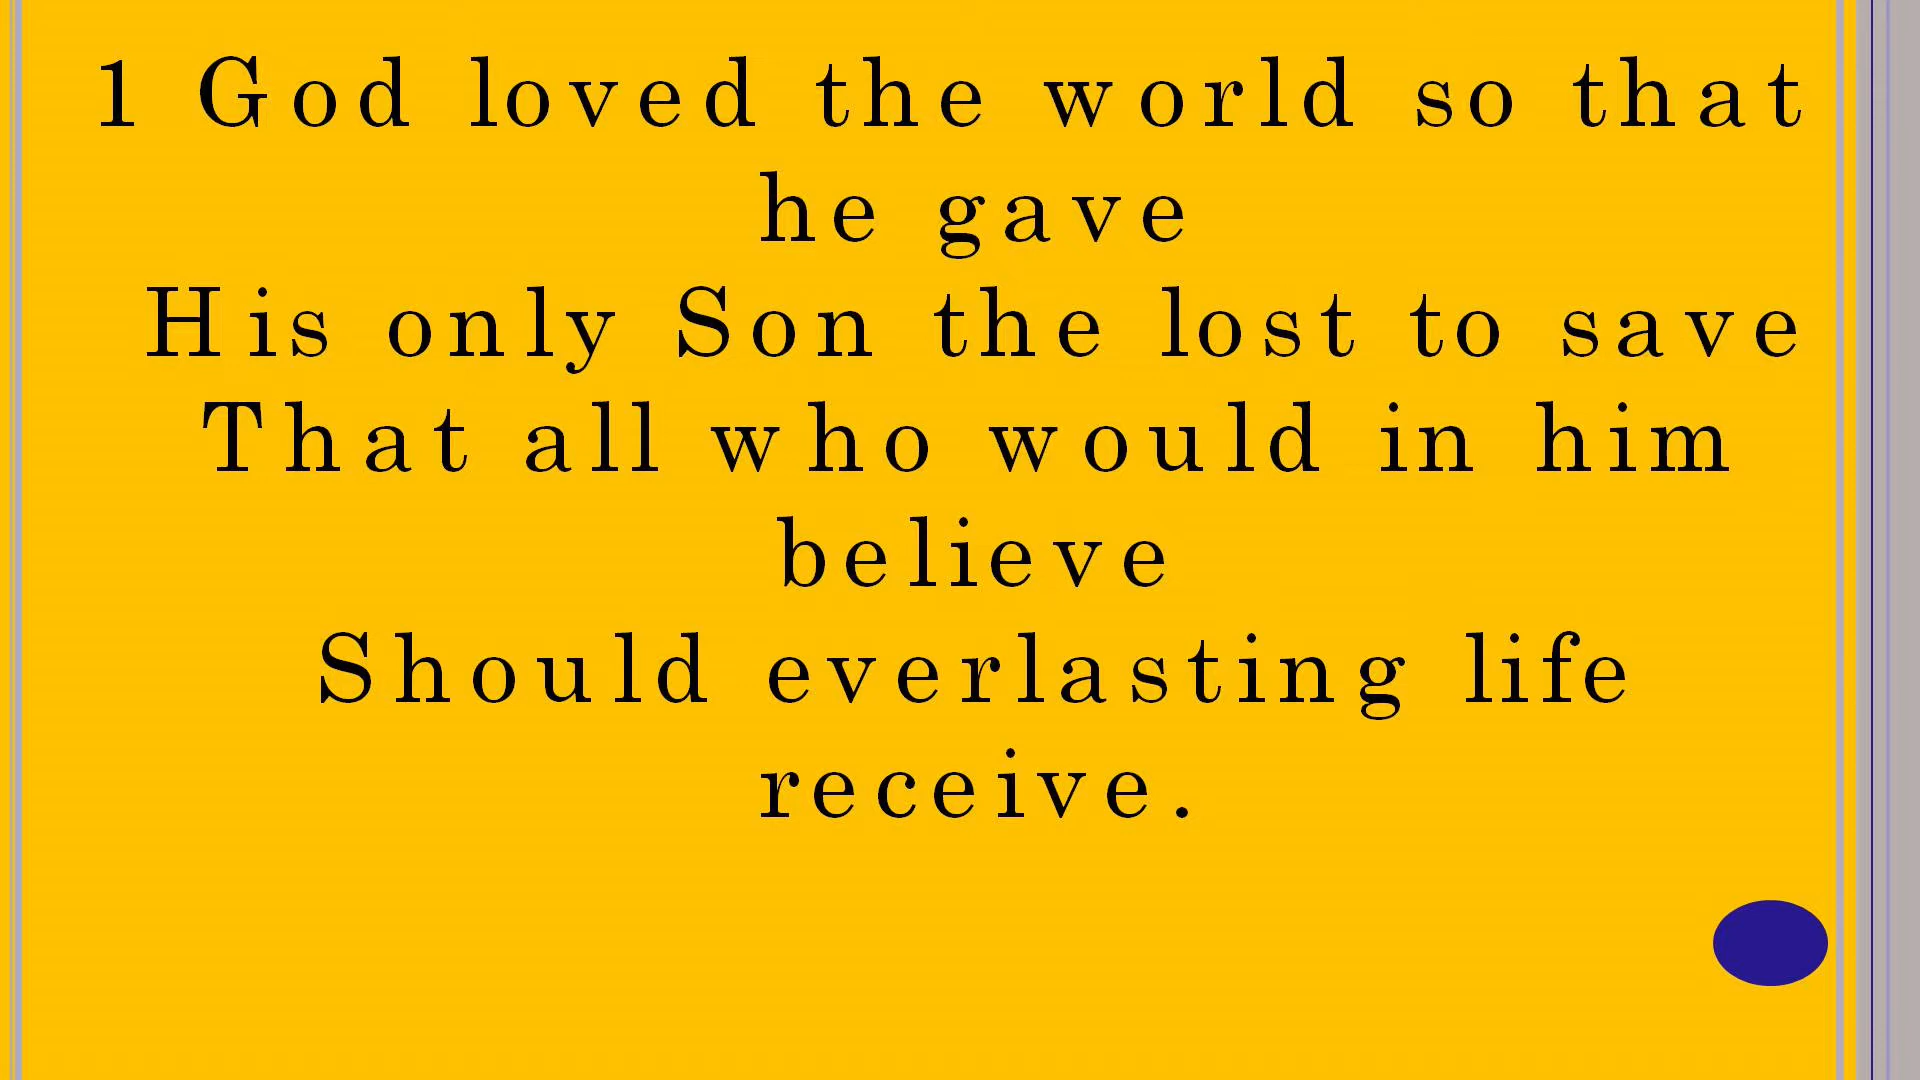 1 God loved the world so that
he gave
His only Son the lost to save
That all who would in him
believe
Should everlasting life
receive.